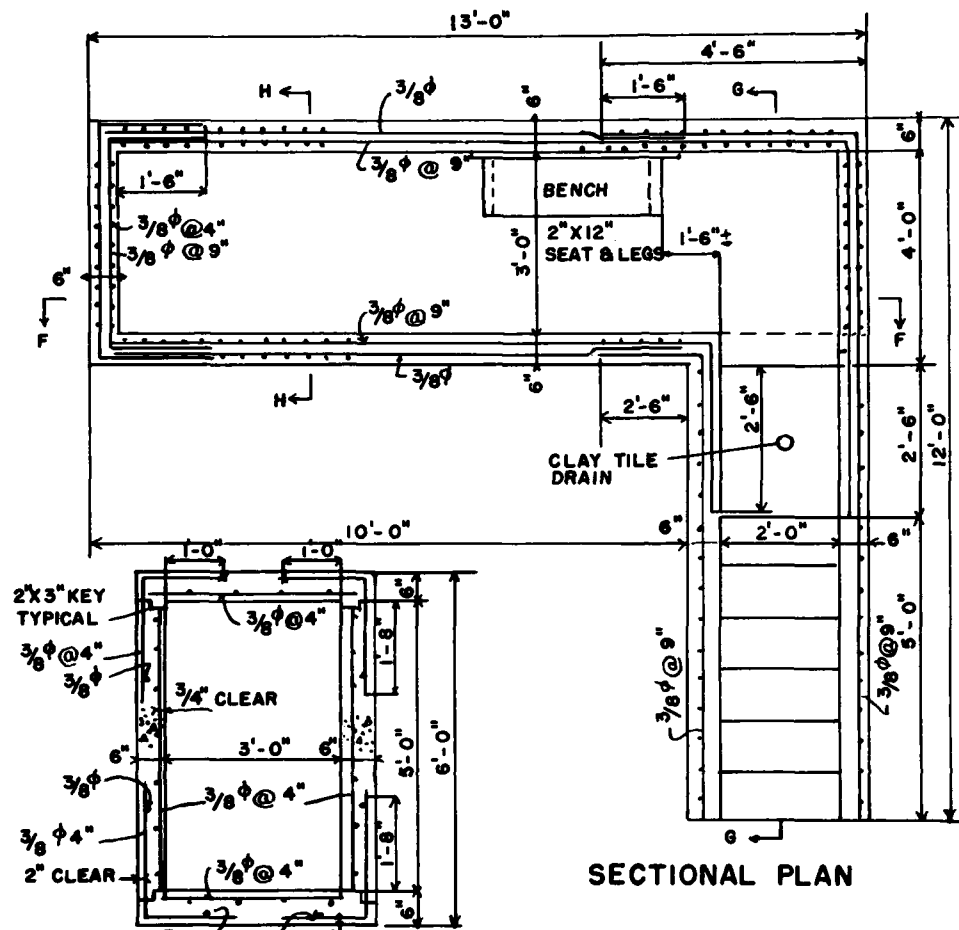 13'-0"
4'-6"
1'-6"
H
3/8φ
6"
G
6"
3/8φ @ 9"
1'-6"
BENCH
3/8φ@4"
3/8φ @ 9"
2"X12"
SEAT & LEGS
1'-6"±
3'-0"
4'-0"
6"
F
3/8φ@ 9"
F
3/8φ
6"
H
2'-6"
2'-6"
2'-6"
12'-0"
CLAY TILE
DRAIN
10'-0"
6"
2'-0"
6"
1'-0"
1'-0"
2"X3" KEY
TYPICAL
6"
3/8φ@4"
1'-8"
3/8φ@4"
3/8φ
3/4" CLEAR
3/8φ @ 9"
3/8φ@9"
5'-0"
6"
3'-0"
6"
5'-0"
6'-0"
3/8φ
3/8φ @ 4"
3/8 φ4"
1'-8"
2" CLEAR
3/8φ@ 4"
6"
G
SECTIONAL PLAN